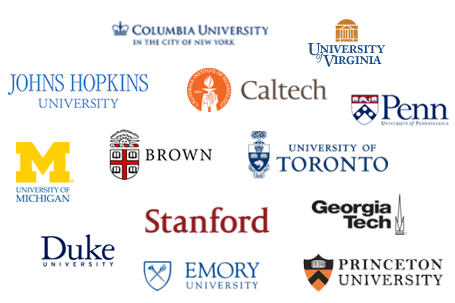 COLUMBIA UNIVERSITY
IN THE CITY OF NEW YORK
UNIVERSITY
of VIRGINIA
JOHNS HOPKINS
UNIVERSITY
Caltech
Penn
University of Pennsylvania
M
UNIVERSITY OF
MICHIGAN
BROWN
UNIVERSITY OF
TORONTO
Stanford
Georgia
Tech
Duke
UNIVERSITY
EMORY
UNIVERSITY
PRINCETON
UNIVERSITY